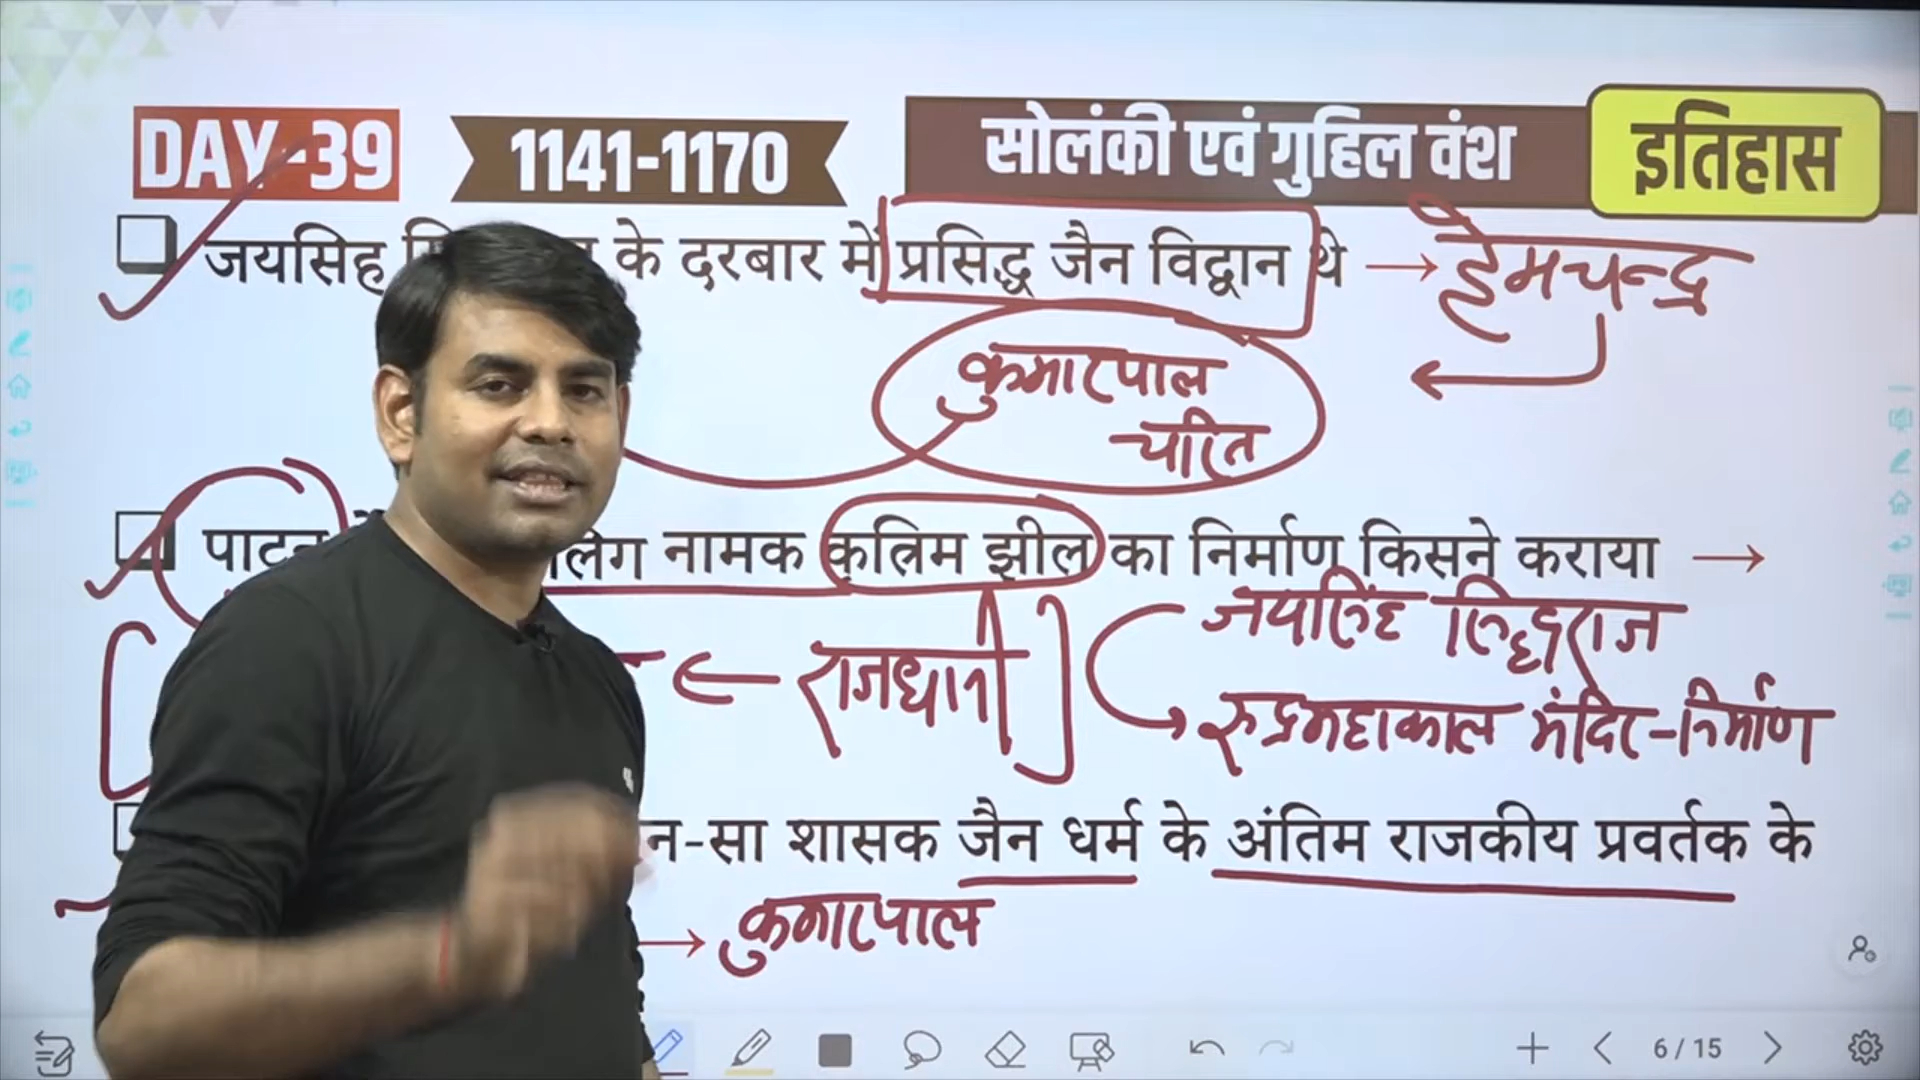 DAY-39 1141-1170 सोलंकी एवं गुहिल वंश इतिहास
जयसिह के दरबार में प्रसिद्ध जैन विद्वान थे → हेमचन्द्र
कुमारपाल
चरित
पाटन नामक कृत्रिम झील का निर्माण किसने कराया →
जयसिंह सिद्धराज
← राजधानी
रुद्रमहाकाल मंदिर-निर्माण
न-सा शासक जैन धर्म के अंतिम राजकीय प्रवर्तक के
→ कुमारपाल
6/15